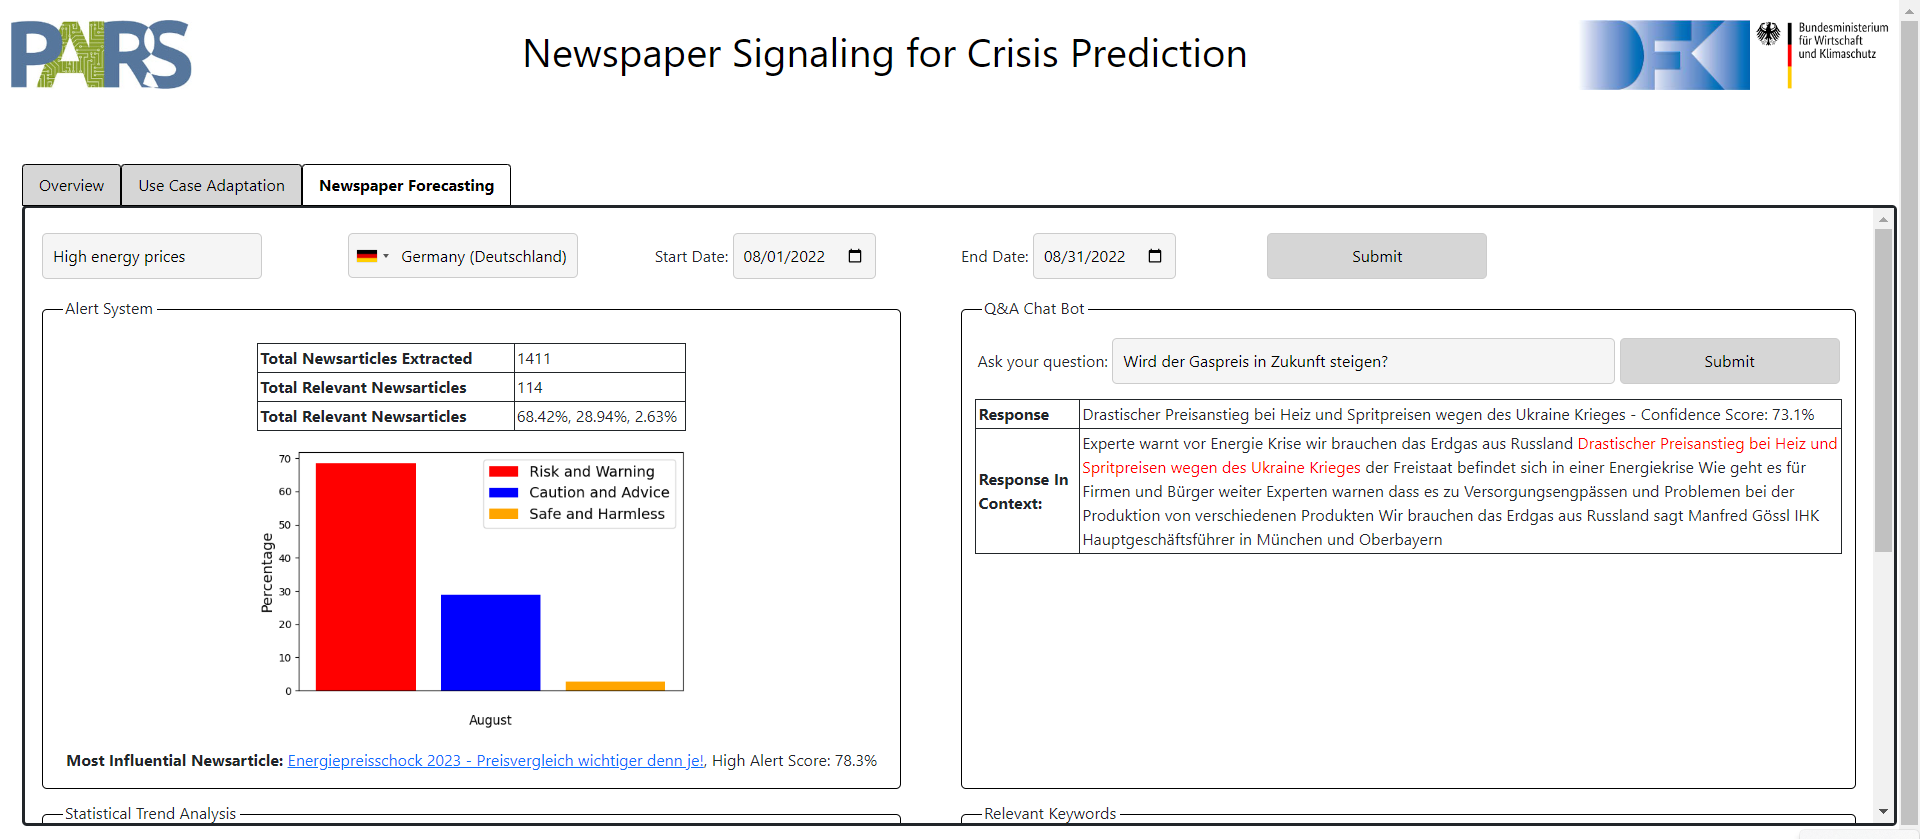 PAIRS
Newspaper Signaling for Crisis Prediction
DFKI
Bundesministerium
für Wirtschaft
und Klimaschutz
Overview
Use Case Adaptation
Newspaper Forecasting
High energy prices
Germany (Deutschland)
Start Date: 08/01/2022
End Date: 08/31/2022
Submit
Alert System
Total Newsarticles Extracted 1411
Total Relevant Newsarticles 114
Total Relevant Newsarticles 68.42%, 28.94%, 2.63%
Percentage
70
60
50
40
30
20
10
0
Risk and Warning
Caution and Advice
Safe and Harmless
August
Most Influential Newsarticle: Energiepreisschock 2023 - Preisvergleich wichtiger denn je!, High Alert Score: 78.3%
Q&A Chat Bot
Ask your question: Wird der Gaspreis in Zukunft steigen? Submit
Response Drastischer Preisanstieg bei Heiz und Spritpreisen wegen des Ukraine Krieges - Confidence Score: 73.1%
Response In
Context:
Experte warnt vor Energie Krise wir brauchen das Erdgas aus Russland Drastischer Preisanstieg bei Heiz und
Spritpreisen wegen des Ukraine Krieges der Freistaat befindet sich in einer Energiekrise Wie geht es für
Firmen und Bürger weiter Experten warnen dass es zu Versorgungsengpässen und Problemen bei der
Produktion von verschiedenen Produkten Wir brauchen das Erdgas aus Russland sagt Manfred Gössl IHK
Hauptgeschäftsführer in München und Oberbayern
Statistical Trend Analysis
Relevant Keywords